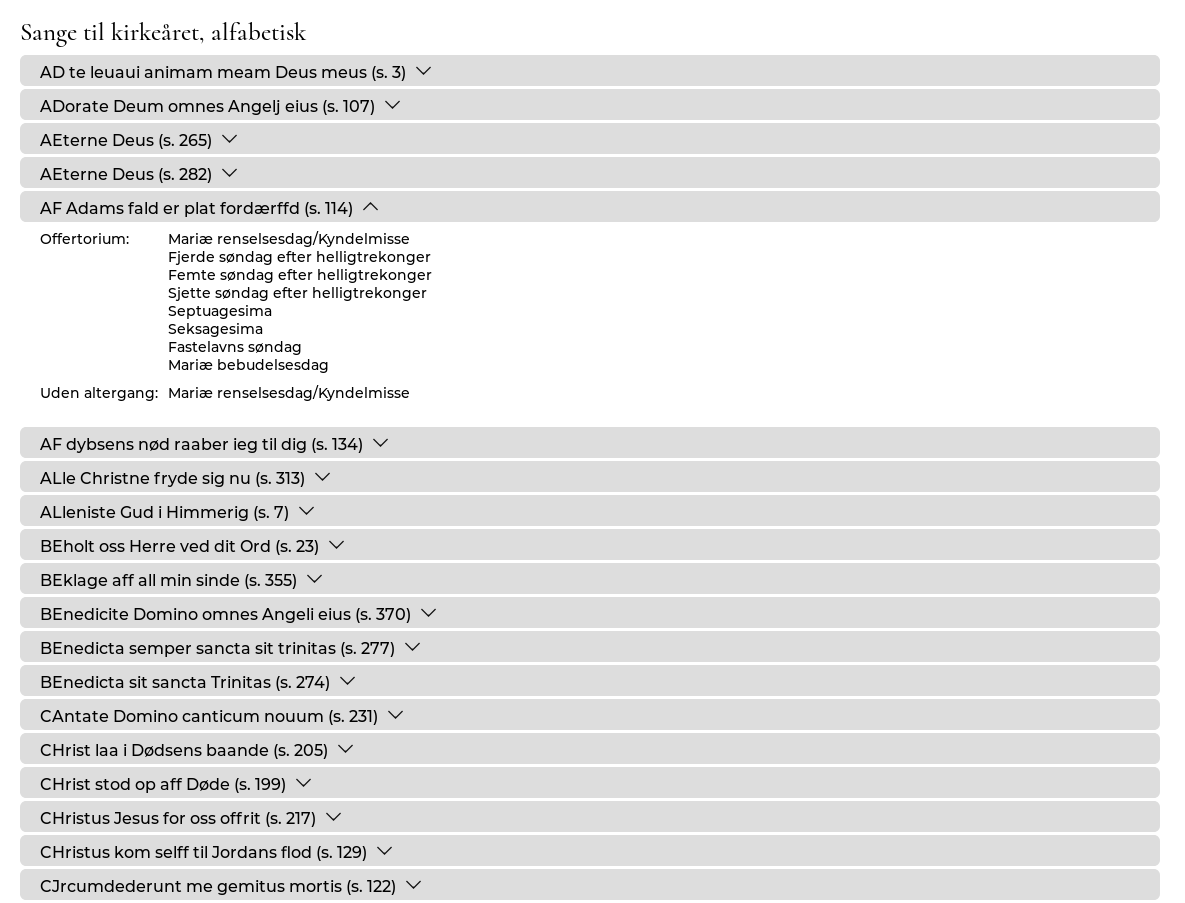 Sange til kirkeåret, alfabetisk
AD te leuaui animam meam Deus meus (s. 3)
ADorate Deum omnes Angelj eius (s. 107)
AEterne Deus (s. 265)
AEterne Deus (s. 282)
AF Adams fald er plat fordærffd (s. 114)
Offertorium: Mariæ renselsesdag/Kyndelmisse
Fjerde søndag efter helligtrekonger
Femte søndag efter helligtrekonger
Sjette søndag efter helligtrekonger
Septuagesima
Seksagesima
Fastelavns søndag
Mariæ bebudelsesdag
Uden altergang: Mariæ renselsesdag/Kyndelmisse
AF dybsens nød raaber ieg til dig (s. 134)
ALle Christne fryde sig nu (s. 313)
ALleniste Gud i Himmerig (s. 7)
BEholt oss Herre ved dit Ord (s. 23)
BEklage aff all min sinde (s. 355)
BEnedicite Domino omnes Angeli eius (s. 370)
BEnedicta semper sancta sit trinitas (s. 277)
BEnedicta sit sancta Trinitas (s. 274)
CAntate Domino canticum nouum (s. 231)
CHrist laa i Dødsens baande (s. 205)
CHrist stod op aff Døde (s. 199)
CHristus Jesus for oss offrit (s. 217)
CHristus kom selff til Jordans flod (s. 129)
CJrcumdederunt me gemitus mortis (s. 122)